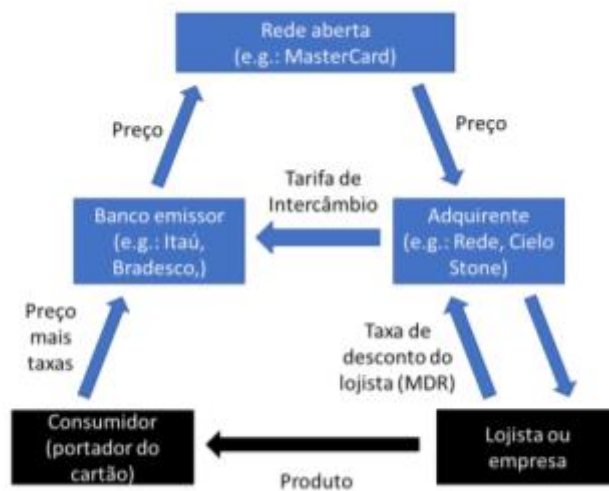 Rede aberta
(e.g.: MasterCard)
Preço
Preço
Tarifa de
Intercâmbio
Banco emissor
(e.g.: Itaú,
Bradesco,)
Adquirente
(e.g.: Rede, Cielo
Stone)
Preço
mais
taxas
Taxa de
desconto do
lojista (MDR)
Consumidor
(portador do
cartão)
Lojista ou
empresa
Produto